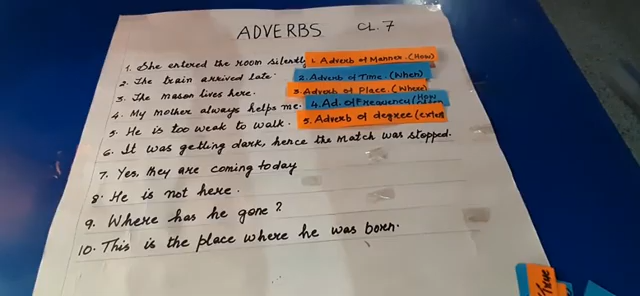 ADVERBS CL. 7
1. She entered the room silently 1. Adverb of Manner. (How)
2. The train arrived late. 2. Adverb of Time. (When)
3. The mason lives here. 3. Adverb of Place. (Where)
4. My mother always helps me. 4. Ad. of Frequency (How
5. He is too weak to walk. 5. Adverb of degree (exten
6. It was getting dark, hence the match was stopped.
7. Yes, they are coming today
8. He is not here.
9. Where has he gone?
10. This is the place where he was born.